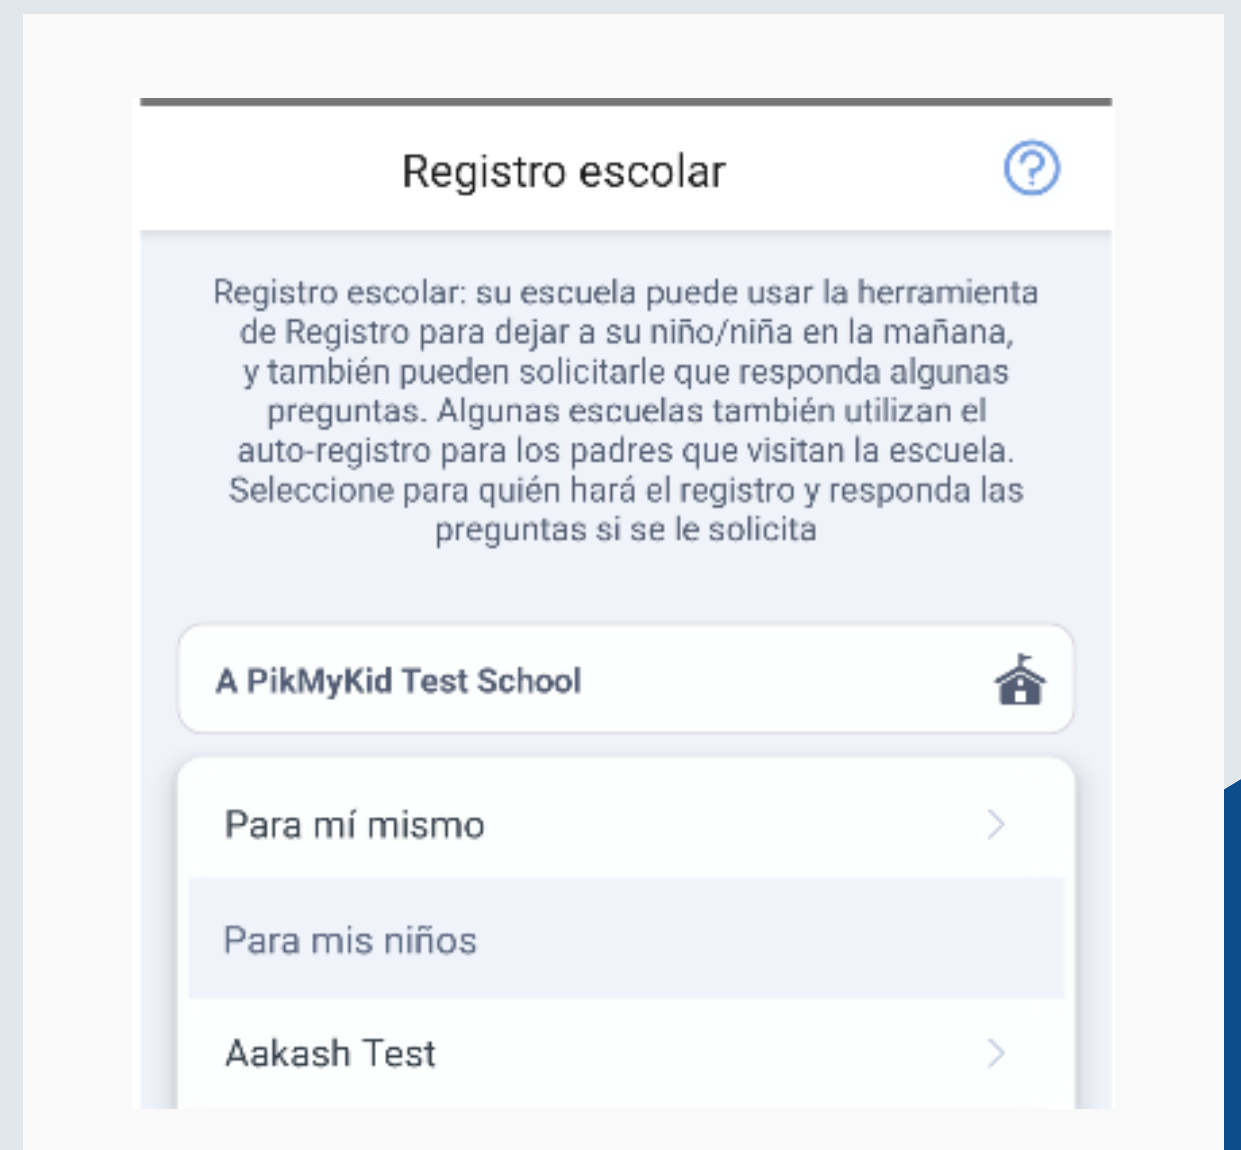 Registro escolar
Registro escolar: su escuela puede usar la herramienta
de Registro para dejar a su niño/niña en la mañana,
y también pueden solicitarle que responda algunas
preguntas. Algunas escuelas también utilizan el
auto-registro para los padres que visitan la escuela.
Seleccione para quién hará el registro y responda las
preguntas si se le solicita
A PikMyKid Test School
Para mí mismo
Para mis niños
Aakash Test